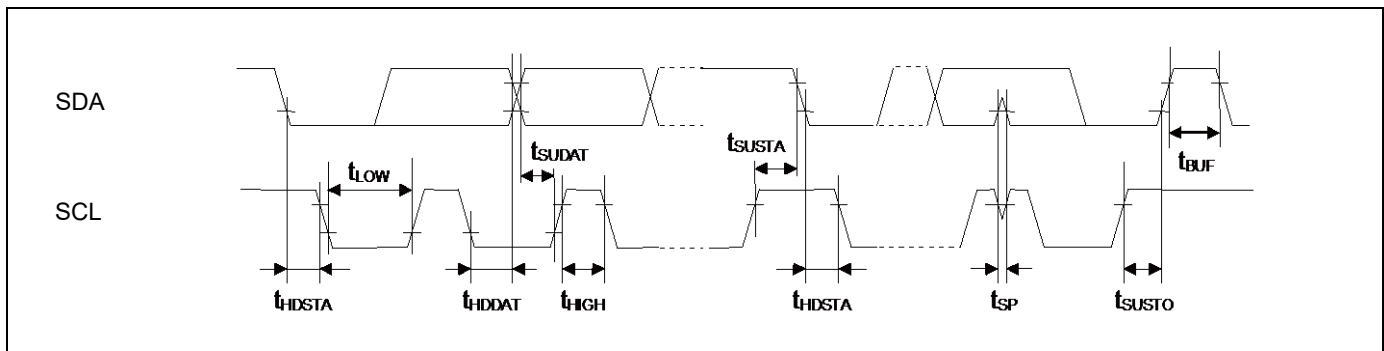 SDA
tSUDAT
tSUSTA
tBUF
tLOW
SCL
tHDSTA
tHDDAT
tHIGH
tHDSTA
tSP
tSUSTO